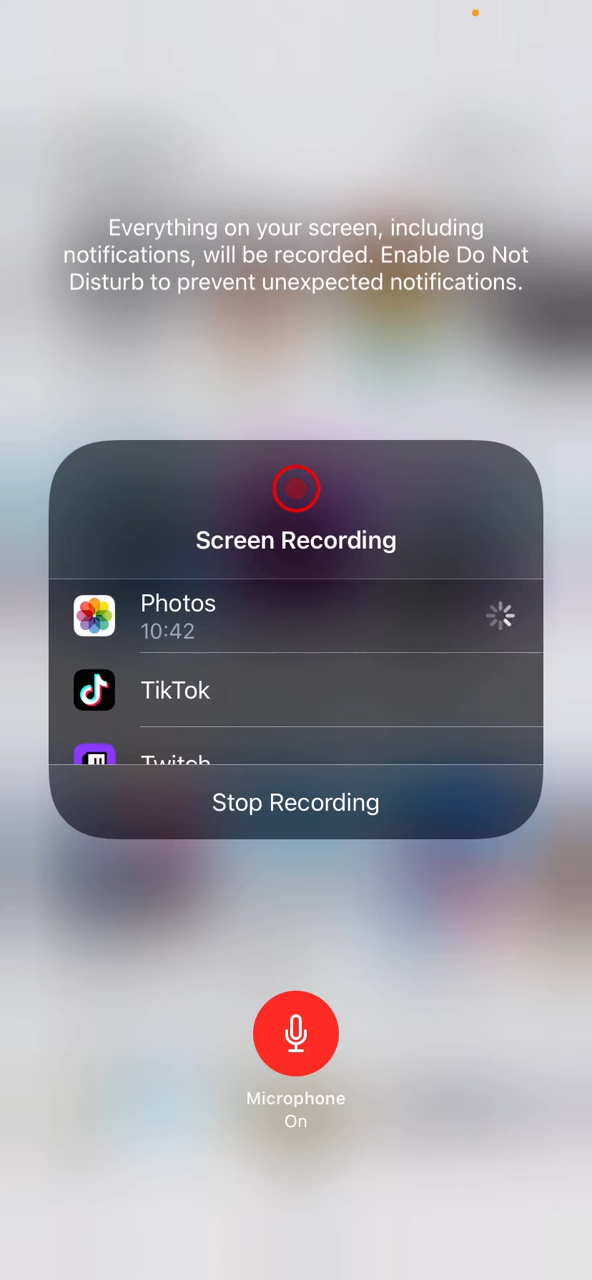 Everything on your screen, including
notifications, will be recorded. Enable Do Not
Disturb to prevent unexpected notifications.
Screen Recording
Photos
10:42
TikTok
Twitch
Stop Recording
Microphone
On